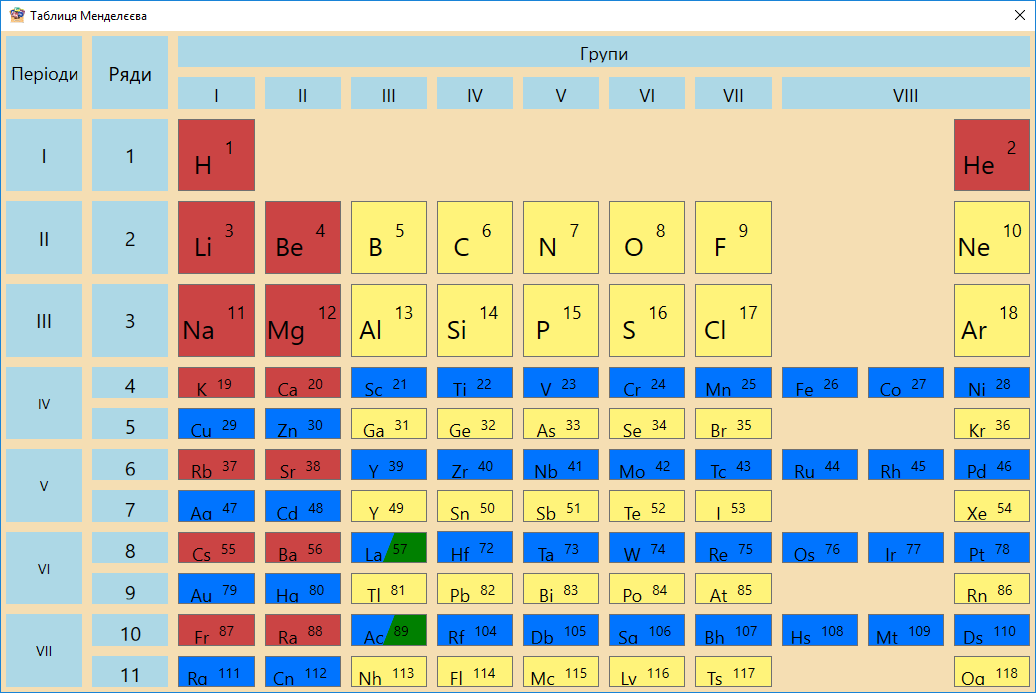 Таблиця Менделєєва
Періоди Ряди Групи
I II III IV V VI VII VIII
I 1 H 1 He 2
II 2 Li 3 Be 4 B 5 C 6 N 7 O 8 F 9 Ne 10
III 3 Na 11 Mg 12 Al 13 Si 14 P 15 S 16 Cl 17 Ar 18
IV 4 K 19 Ca 20 Sc 21 Ti 22 V 23 Cr 24 Mn 25 Fe 26 Co 27 Ni 28
5 Cu 29 Zn 30 Ga 31 Ge 32 As 33 Se 34 Br 35 Kr 36
V 6 Rb 37 Sr 38 Y 39 Zr 40 Nb 41 Mo 42 Tc 43 Ru 44 Rh 45 Pd 46
7 Ag 47 Cd 48 Y 49 Sn 50 Sb 51 Te 52 I 53 Xe 54
VI 8 Cs 55 Ba 56 La 57 Hf 72 Ta 73 W 74 Re 75 Os 76 Ir 77 Pt 78
9 Au 79 Hg 80 Tl 81 Pb 82 Bi 83 Po 84 At 85 Rn 86
VII 10 Fr 87 Ra 88 Ac 89 Rf 104 Db 105 Sg 106 Bh 107 Hs 108 Mt 109 Ds 110
11 Rg 111 Cn 112 Nh 113 Fl 114 Mc 115 Lv 116 Ts 117 Og 118